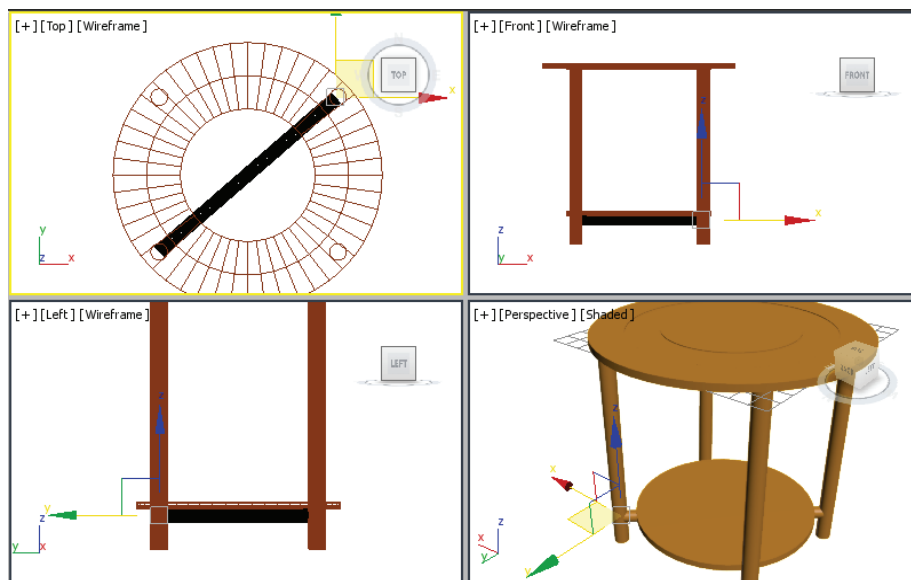 [+] [Top] [Wireframe]
TOP
x
y
z
x
[+] [Front] [Wireframe]
FRONT
z
x
z
x
[+] [Left] [Wireframe]
LEFT
z
y
z
y
x
[+] [Perspective] [Shaded]
z
x
y
z
x
y